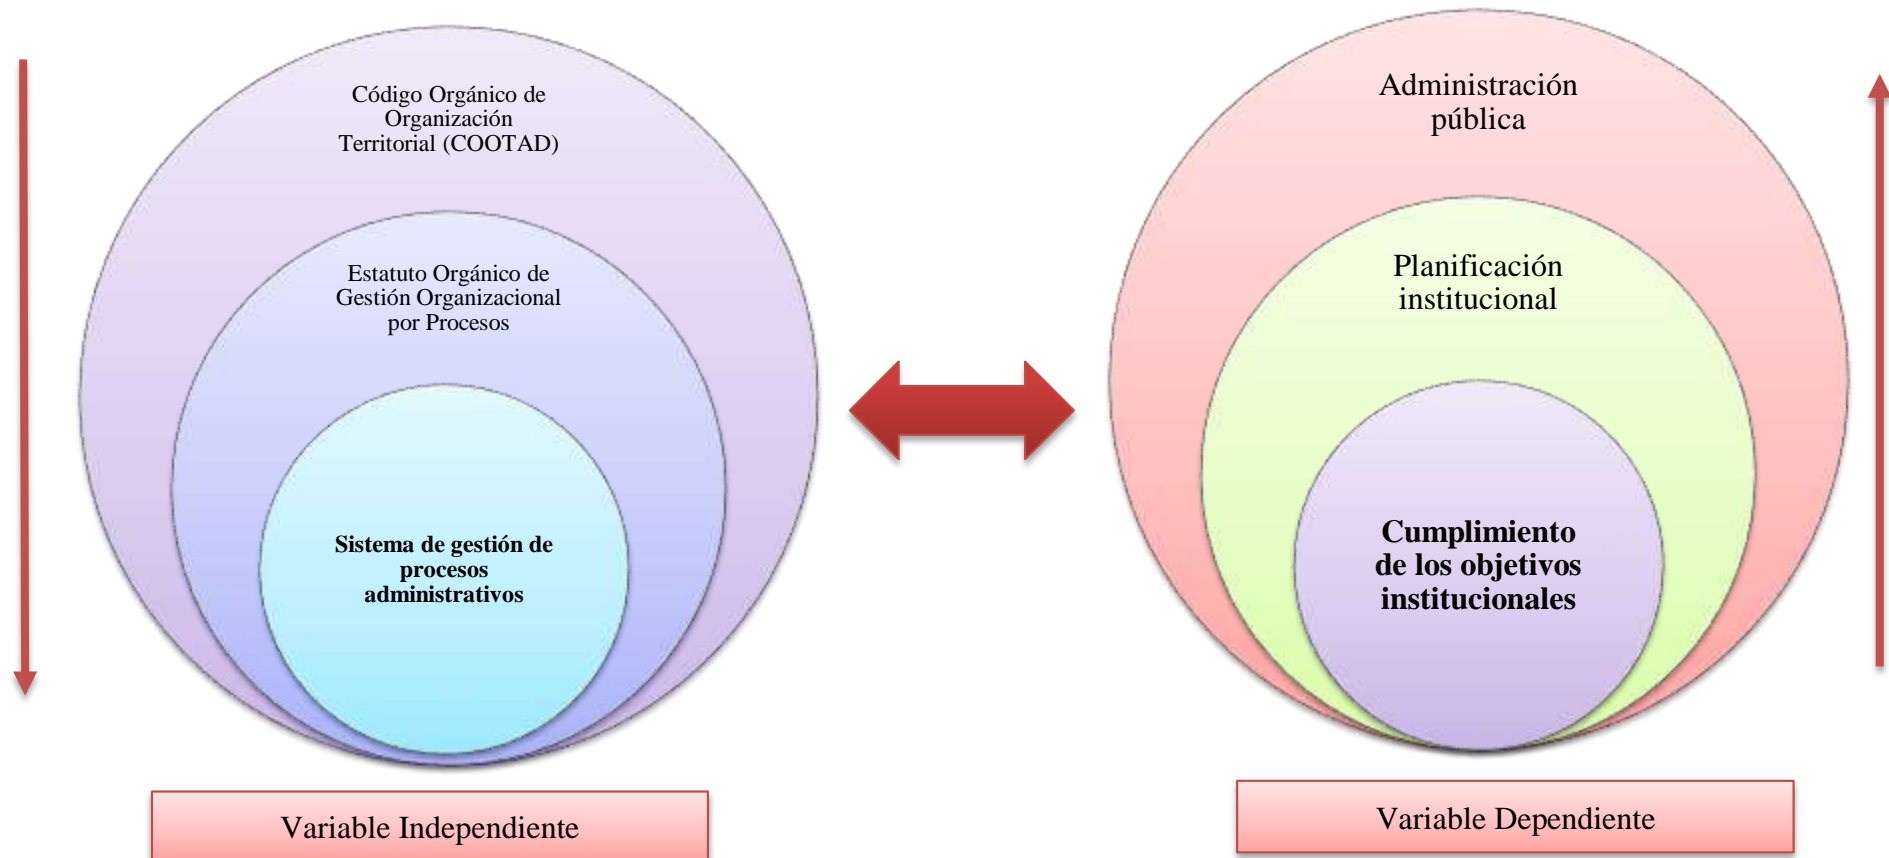 Código Orgánico de
Organización
Territorial (COOTAD)
Estatuto Orgánico de
Gestión Organizacional
por Procesos
Sistema de gestión de
procesos
administrativos
Variable Independiente
Administración
pública
Planificación
institucional
Cumplimiento
de los objetivos
institucionales
Variable Dependiente